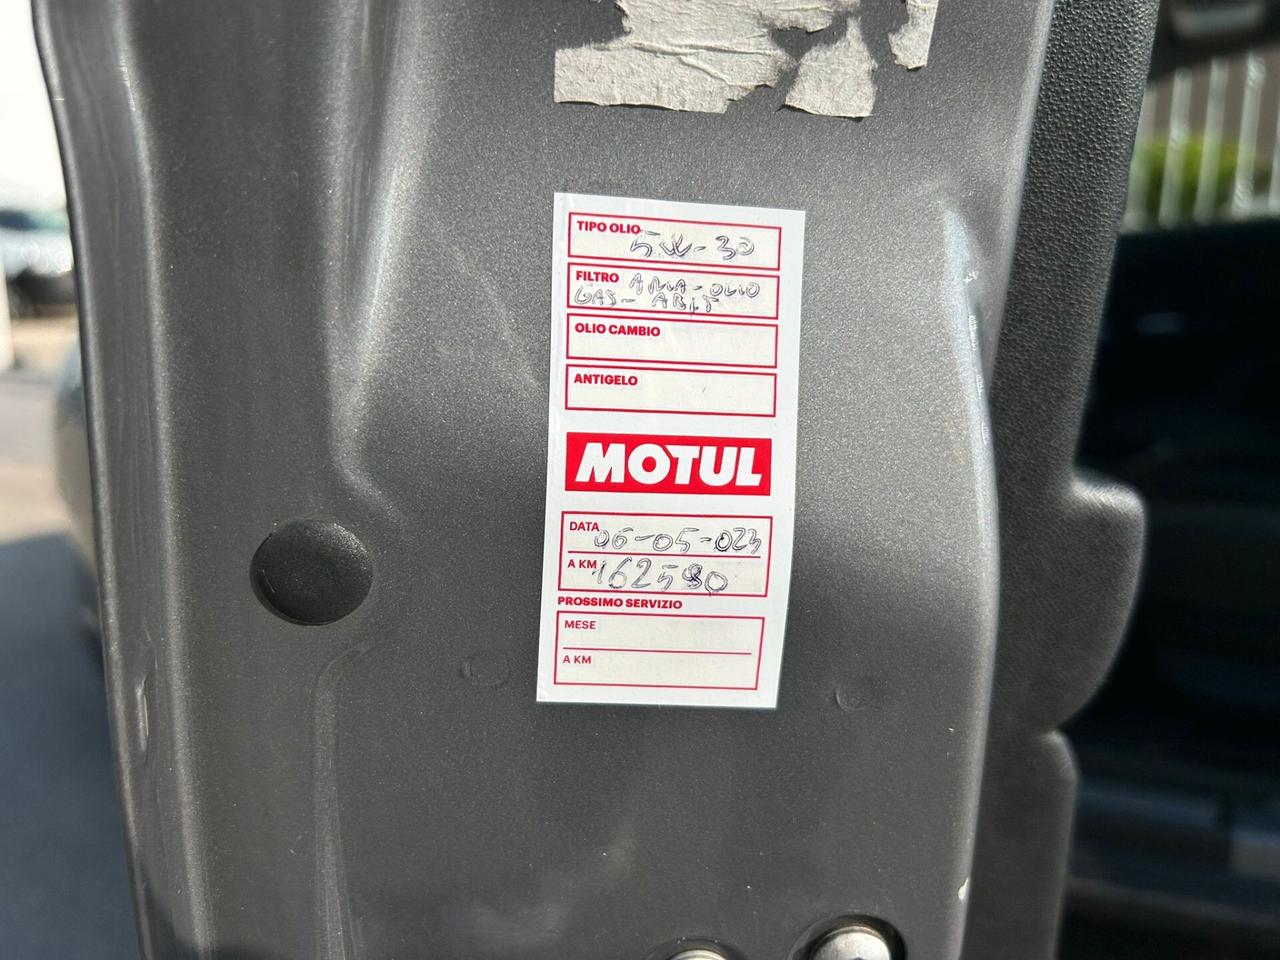 TIPO OLIO 5W-30
FILTRO ARIA-OLIO
GAS-ABIT
OLIO CAMBIO
ANTIGELO
MOTUL
DATA 06-05-023
A KM 162580
PROSSIMO SERVIZIO
MESE
A KM